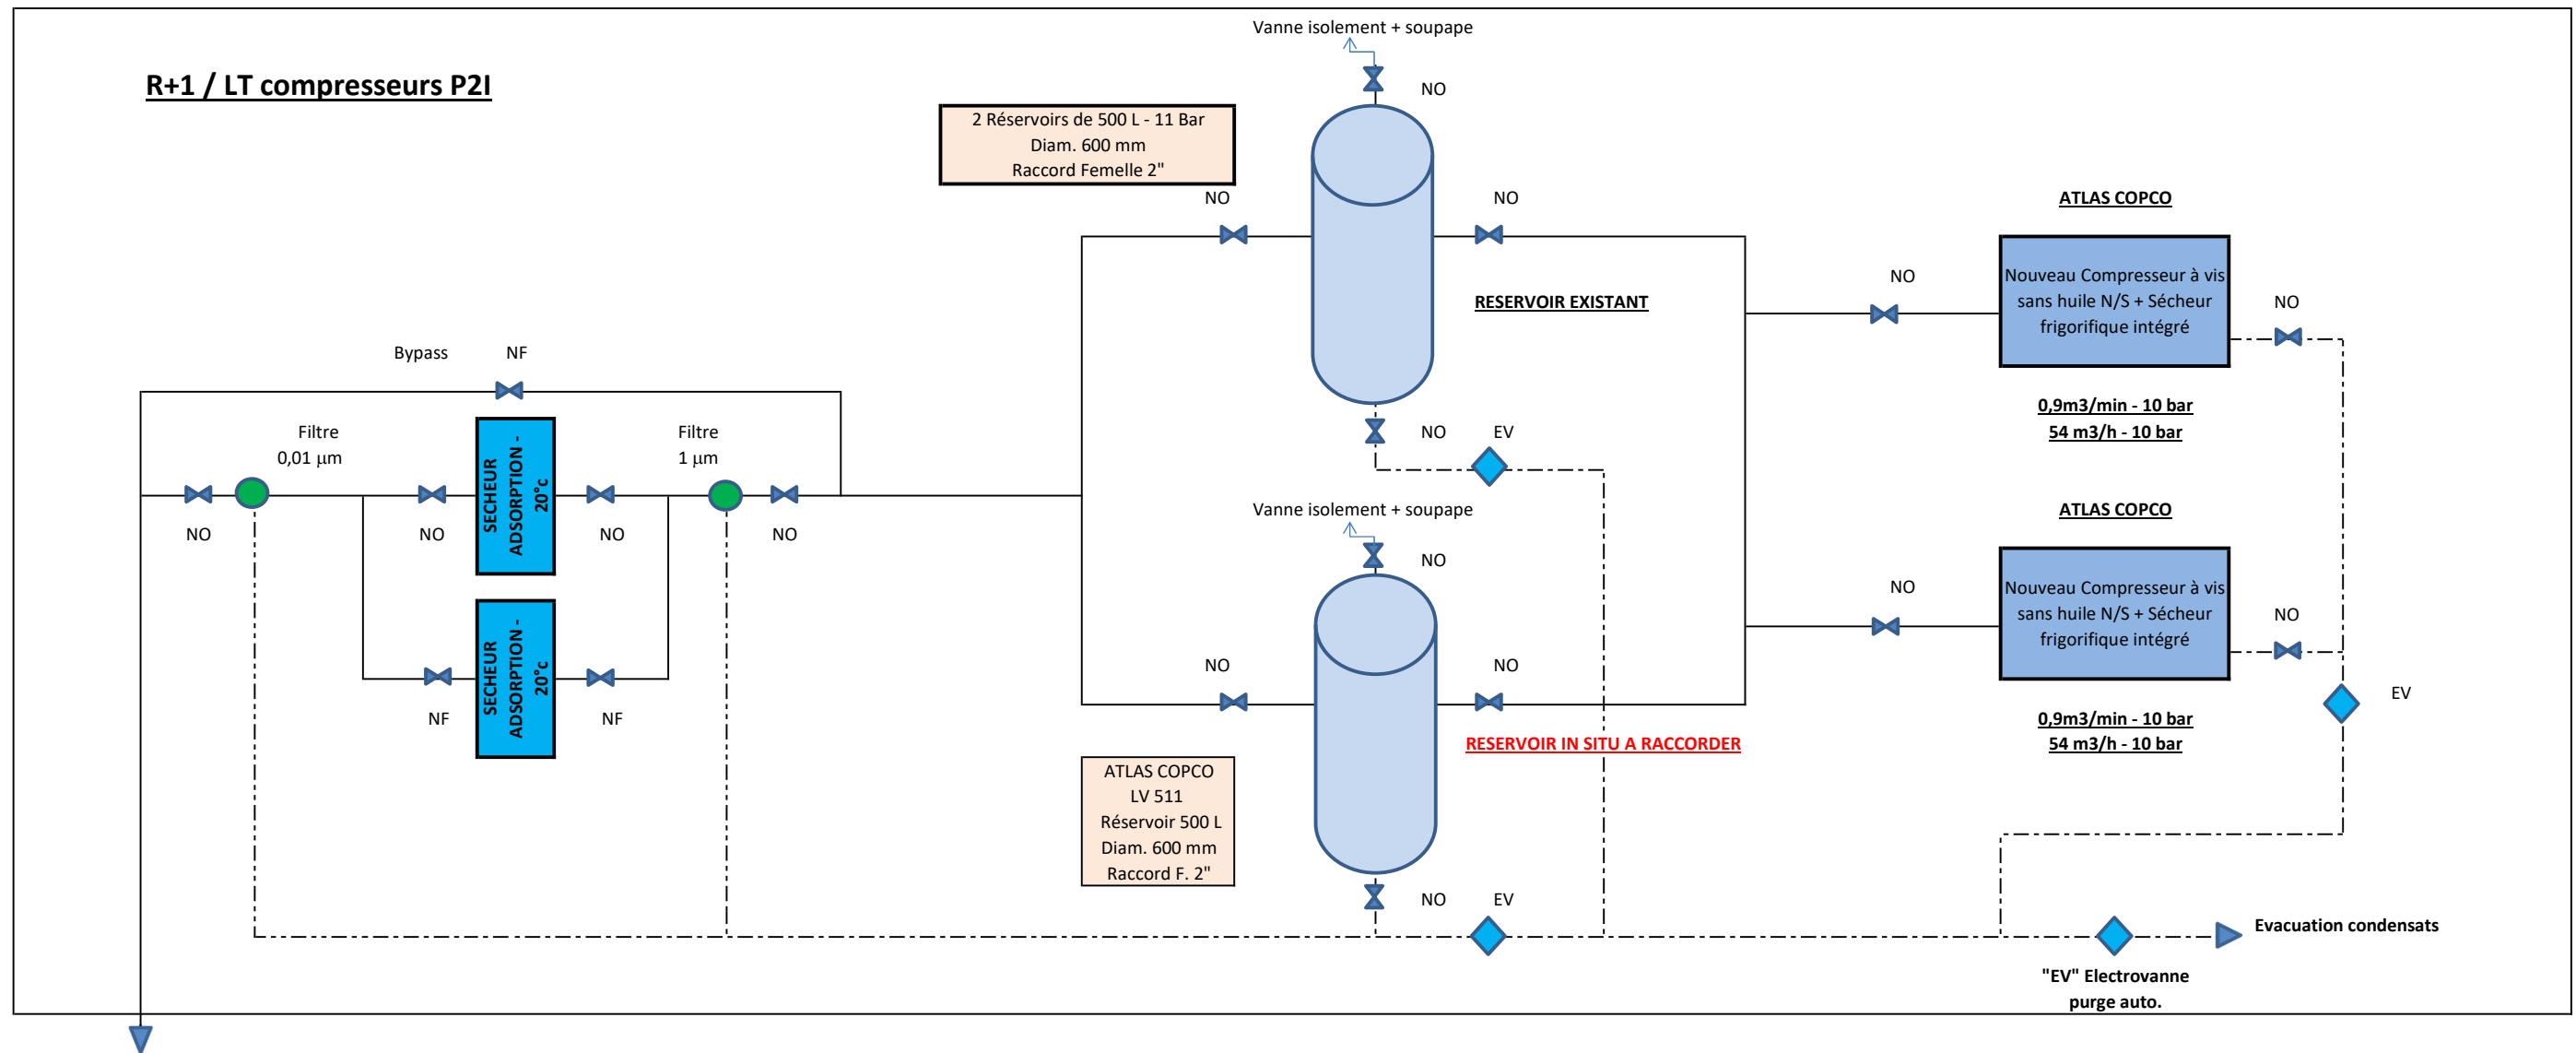 Vanne isolement + soupape
R+1 / LT compresseurs P2I
NO
2 Réservoirs de 500 L - 11 Bar
Diam. 600 mm
Raccord Femelle 2"
NO
NO
ATLAS COPCO
NO
Nouveau Compresseur à vis
sans huile N/S + Sécheur
frigorifique intégré
NO
RESERVOIR EXISTANT
Bypass
NF
0,9m3/min - 10 bar
54 m3/h - 10 bar
Filtre
0,01 µm
SECHEUR
ADSORPTION -
20°c
Filtre
1 µm
NO
EV
Vanne isolement + soupape
ATLAS COPCO
NO
NO
NO
NO
NO
NO
Nouveau Compresseur à vis
sans huile N/S + Sécheur
frigorifique intégré
NO
SECHEUR
ADSORPTION -
20°c
NO
NO
EV
NF
NF
0,9m3/min - 10 bar
54 m3/h - 10 bar
RESERVOIR IN SITU A RACCORDER
ATLAS COPCO
LV 511
Réservoir 500 L
Diam. 600 mm
Raccord F. 2"
NO
EV
Evacuation condensats
"EV" Electrovanne
purge auto.